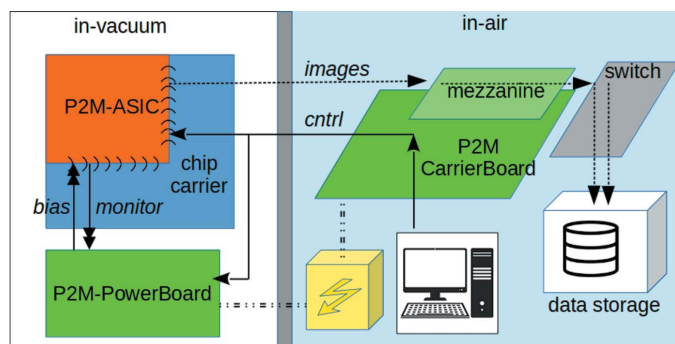 in-vacuum
in-air
images
switch
P2M-ASIC
mezzanine
cntrl
P2M
CarrierBoard
chip
carrier
bias
monitor
P2M-PowerBoard
data storage